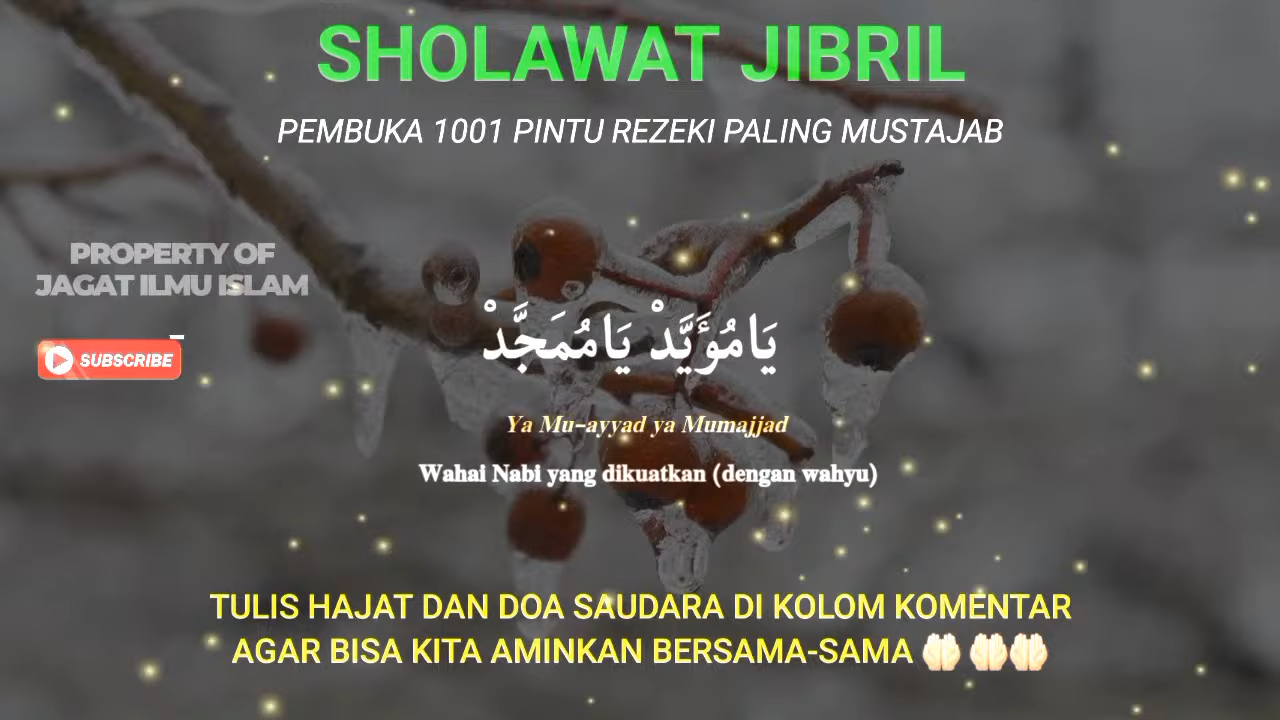 SHOLAWAT JIBRIL
PEMBUKA 1001 PINTU REZEKI PALING MUSTAJAB
PROPERTY OF
JAGAT ILMU ISLAM
SUBSCRIBE
يَامُؤَيَّدْ يَامُمَجَّدْ
Ya Mu-ayyad ya Mumajjad
Wahai Nabi yang dikuatkan (dengan wahyu)
TULIS HAJAT DAN DOA SAUDARA DI KOLOM KOMENTAR
AGAR BISA KITA AMINKAN BERSAMA-SAMA 🤲🏻 🤲🏻🤲🏻